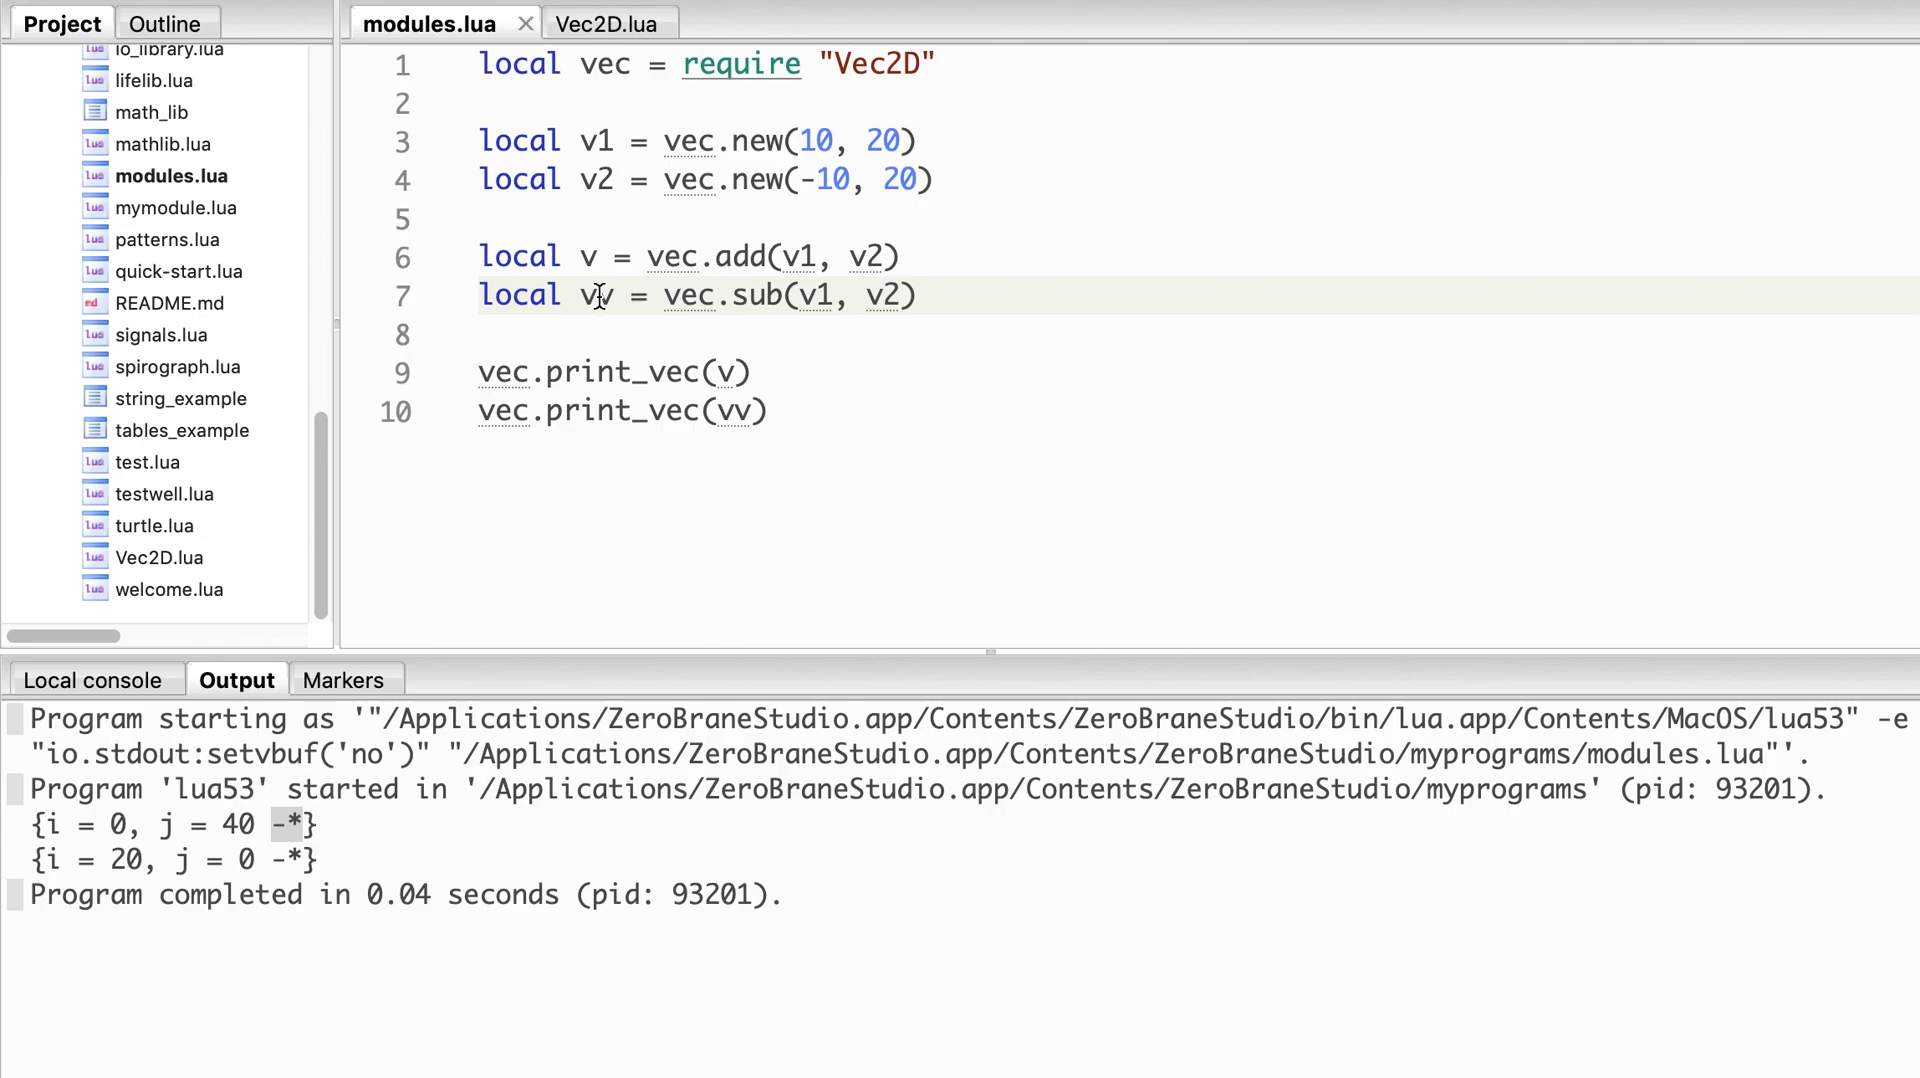 Project Outline
io_library.lua
lifelib.lua
math_lib
mathlib.lua
modules.lua
mymodule.lua
patterns.lua
quick-start.lua
README.md
signals.lua
spirograph.lua
string_example
tables_example
test.lua
testwell.lua
turtle.lua
Vec2D.lua
welcome.lua
modules.lua Vec2D.lua
1 local vec = require "Vec2D"
2
3 local v1 = vec.new(10, 20)
4 local v2 = vec.new(-10, 20)
5
6 local v = vec.add(v1, v2)
7 local vv = vec.sub(v1, v2)
8
9 vec.print_vec(v)
10 vec.print_vec(vv)
Local console Output Markers
Program starting as '"/Applications/ZeroBraneStudio.app/Contents/ZeroBraneStudio/bin/lua.app/Contents/MacOS/lua53" -e
"io.stdout:setvbuf('no')" "/Applications/ZeroBraneStudio.app/Contents/ZeroBraneStudio/myprograms/modules.lua"'.
Program 'lua53' started in '/Applications/ZeroBraneStudio.app/Contents/ZeroBraneStudio/myprograms' (pid: 93201).
{i = 0, j = 40 -*}
{i = 20, j = 0 -*}
Program completed in 0.04 seconds (pid: 93201).